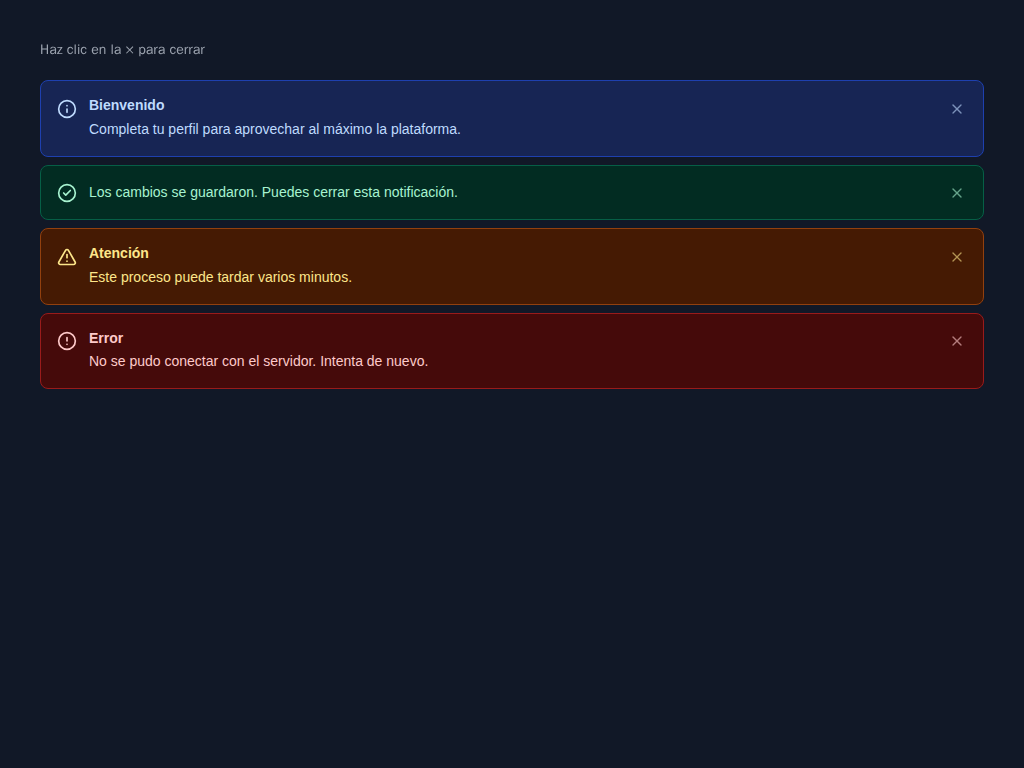 Haz clic en la × para cerrar
Bienvenido
Completa tu perfil para aprovechar al máximo la plataforma.
Los cambios se guardaron. Puedes cerrar esta notificación.
Atención
Este proceso puede tardar varios minutos.
Error
No se pudo conectar con el servidor. Intenta de nuevo.